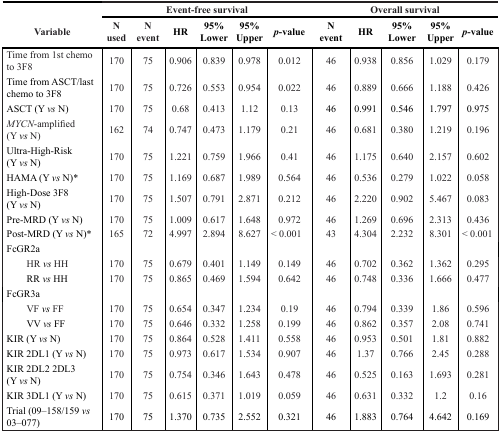 Event-free survival Overall survival
Variable N used N event HR 95% Lower 95% Upper p-value N event HR 95% Lower 95% Upper p-value
Time from 1st chemo to 3F8 170 75 0.906 0.839 0.978 0.012 46 0.938 0.856 1.029 0.179
Time from ASCT/last chemo to 3F8 170 75 0.726 0.553 0.954 0.022 46 0.889 0.666 1.188 0.426
ASCT (Y vs N) 170 75 0.68 0.413 1.12 0.13 46 0.991 0.546 1.797 0.975
MYCN-amplified (Y vs N) 162 74 0.747 0.473 1.179 0.21 46 0.681 0.380 1.219 0.196
Ultra-High-Risk (Y vs N) 170 75 1.221 0.759 1.966 0.41 46 1.175 0.640 2.157 0.602
HAMA (Y vs N)* 170 75 1.169 0.687 1.989 0.564 46 0.536 0.279 1.022 0.058
High-Dose 3F8 (Y vs N) 170 75 1.507 0.791 2.871 0.212 46 2.220 0.902 5.467 0.083
Pre-MRD (Y vs N) 170 75 1.009 0.617 1.648 0.972 46 1.269 0.696 2.313 0.436
Post-MRD (Y vs N)* 165 72 4.997 2.894 8.627 < 0.001 43 4.304 2.232 8.301 < 0.001
FcGR2a
HR vs HH 170 75 0.679 0.401 1.149 0.149 46 0.702 0.362 1.362 0.295
RR vs HH 170 75 0.865 0.469 1.594 0.642 46 0.748 0.336 1.666 0.477
FcGR3a
VF vs FF 170 75 0.654 0.347 1.234 0.19 46 0.794 0.339 1.86 0.596
VV vs FF 170 75 0.646 0.332 1.258 0.199 46 0.862 0.357 2.08 0.741
KIR (Y vs N) 170 75 0.864 0.528 1.411 0.558 46 0.953 0.501 1.81 0.882
KIR 2DL1 (Y vs N) 170 75 0.973 0.617 1.534 0.907 46 1.37 0.766 2.45 0.288
KIR 2DL2 2DL3 (Y vs N) 170 75 0.754 0.346 1.643 0.478 46 0.525 0.163 1.693 0.281
KIR 3DL1 (Y vs N) 170 75 0.615 0.371 1.019 0.059 46 0.631 0.332 1.2 0.16
Trial (09–158/159 vs 03–077) 170 75 1.370 0.735 2.552 0.321 46 1.883 0.764 4.642 0.169